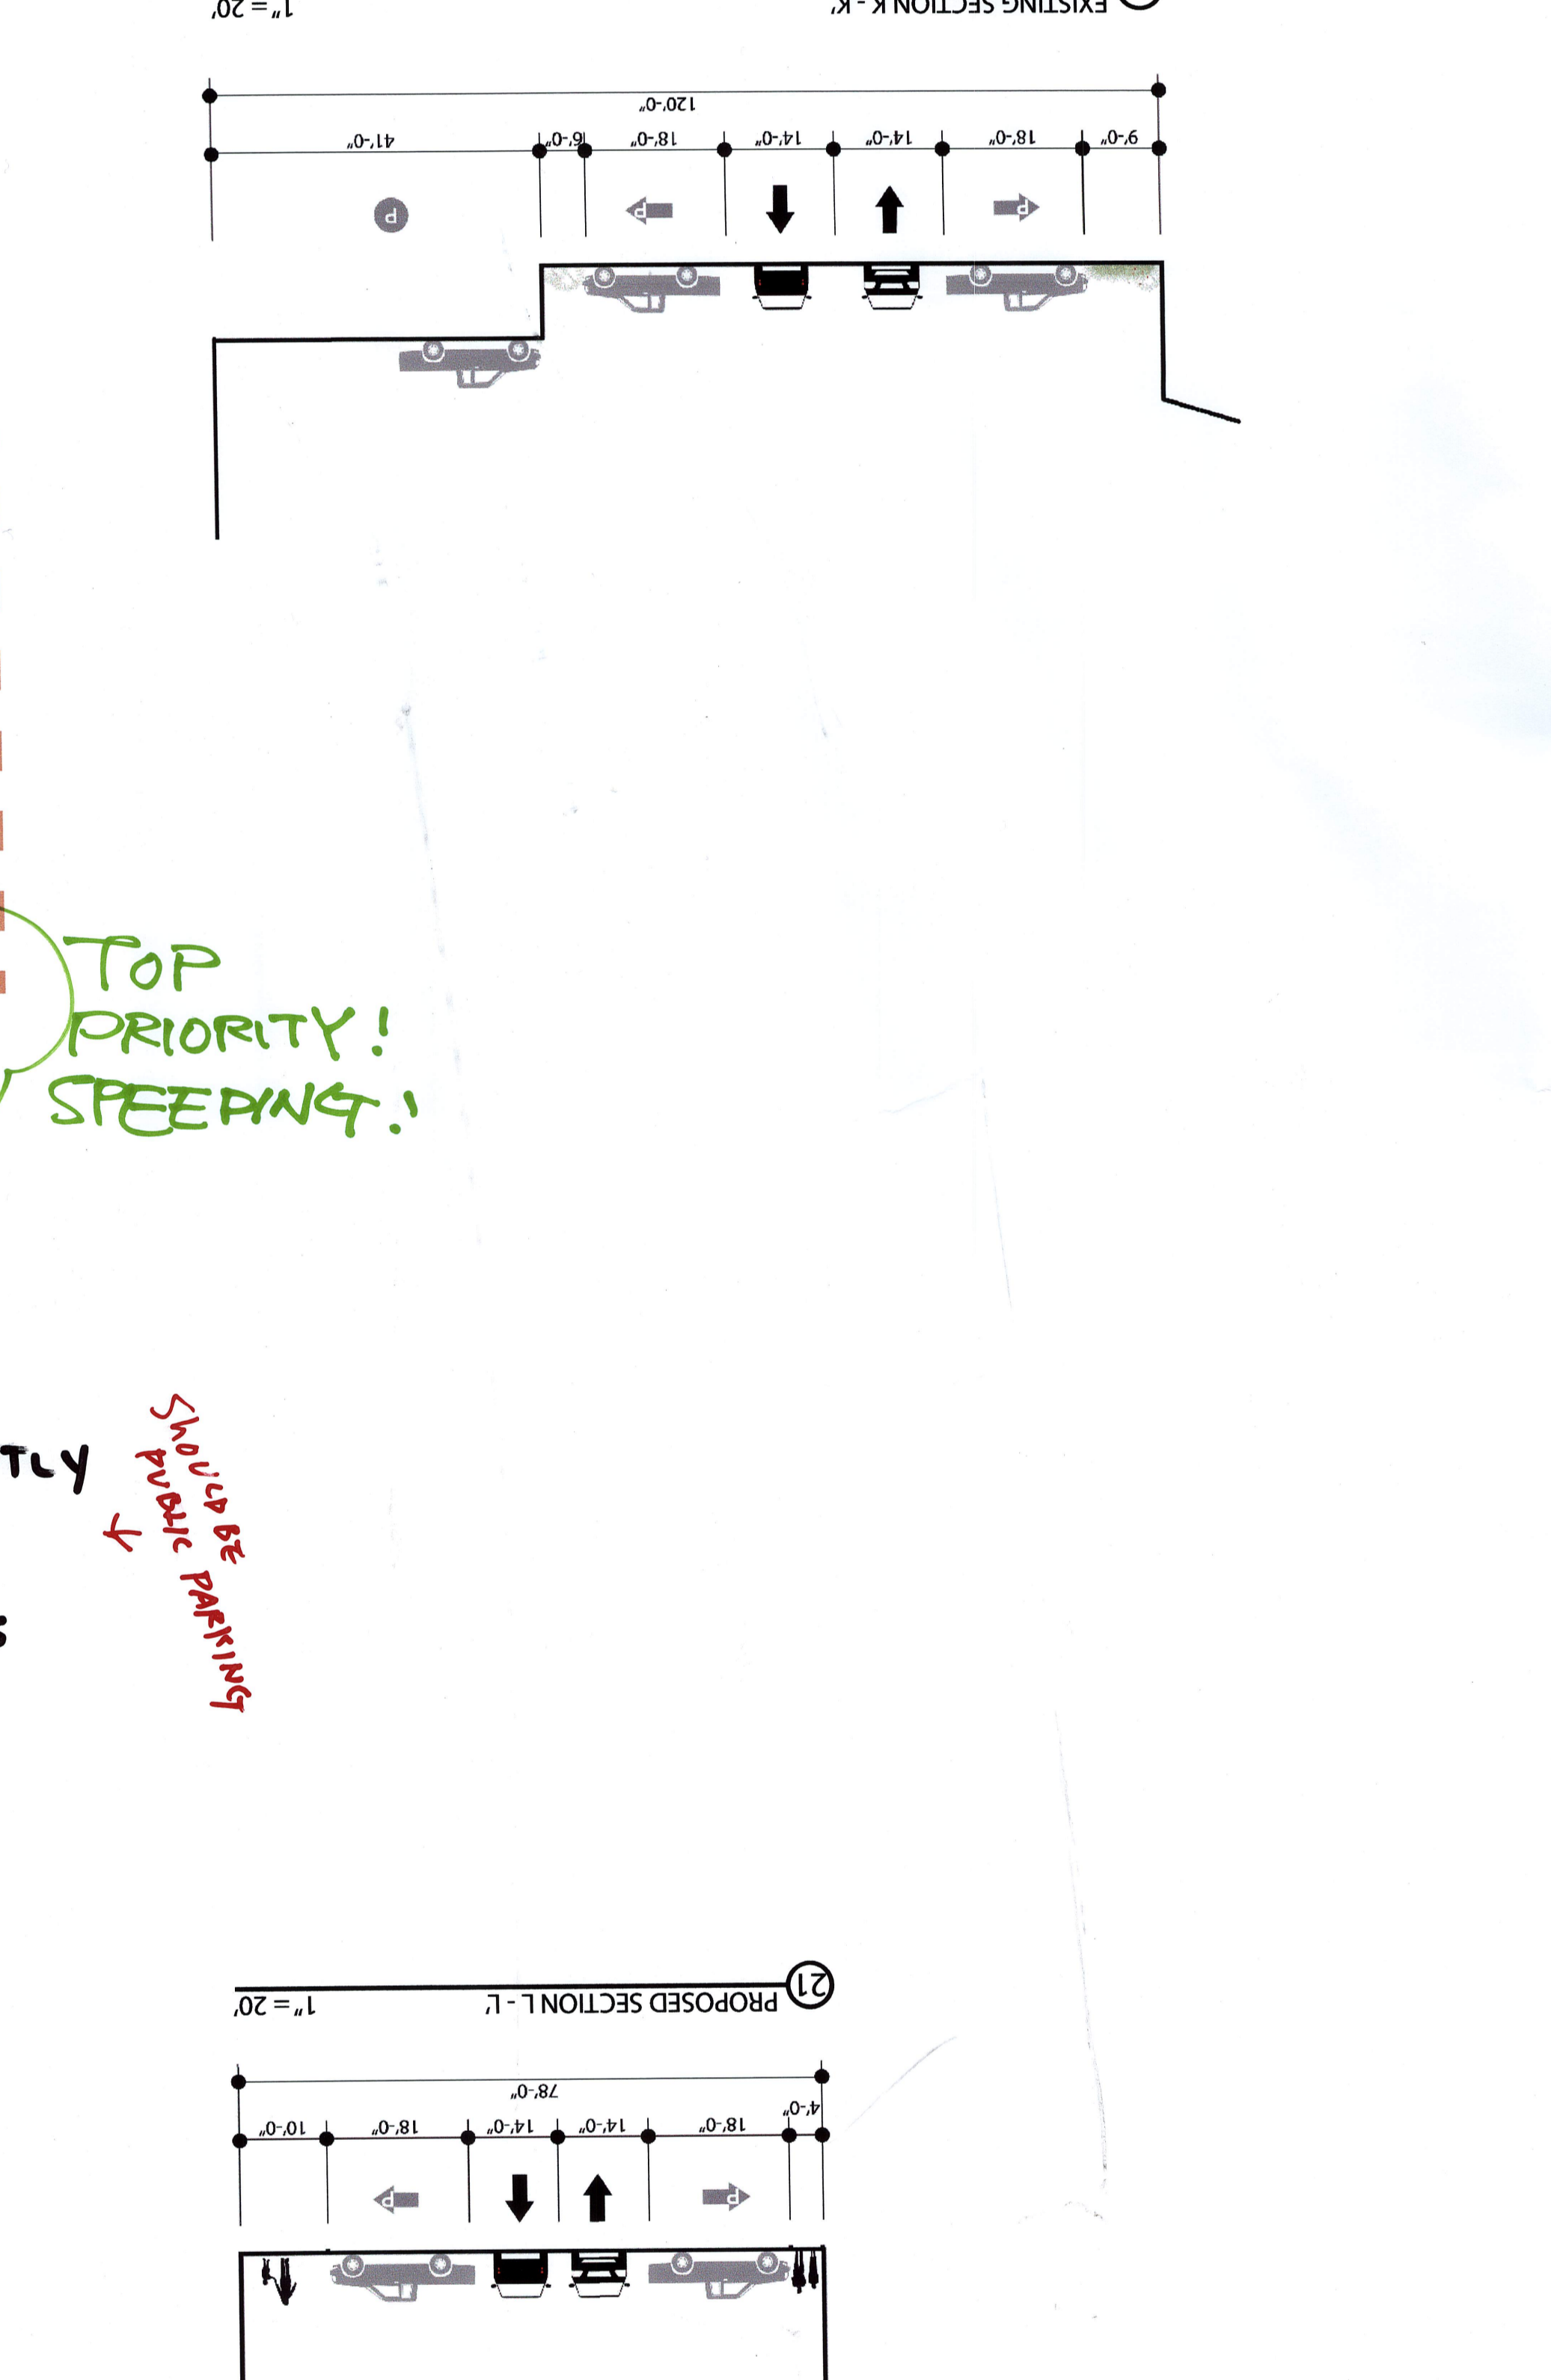 EXISTING SECTION K - K' 1" = 20'
120'-0"
9'-0" 18'-0" 14'-0" 14'-0" 18'-0" 6'-0" 41'-0"
P P P
TOP
PRIORITY!
SPEEDING!
TLY
SHOULD BE
PUBLIC PARKING
21 PROPOSED SECTION L - L' 1" = 20'
78'-0"
4'-0" 18'-0" 14'-0" 14'-0" 18'-0" 10'-0"
P P